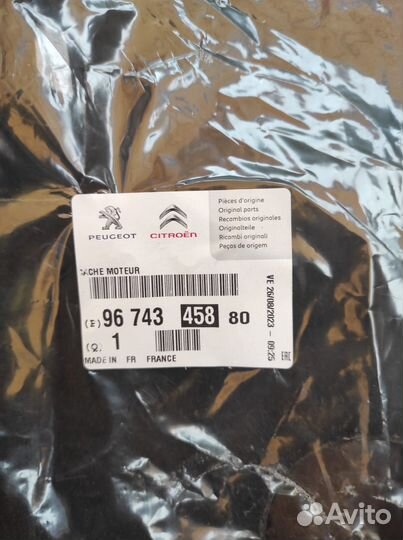 PEUGEOT
CITROËN
Pièces d'origine
Original parts
Recambios originales
Originalteile
Ricambi originali
Peças de origem
CACHE MOTEUR
(P) 96 743 458 80
(Q) 1
MADE IN FR FRANCE
VE 26/08/2023 - 09:25
EAC
Avito